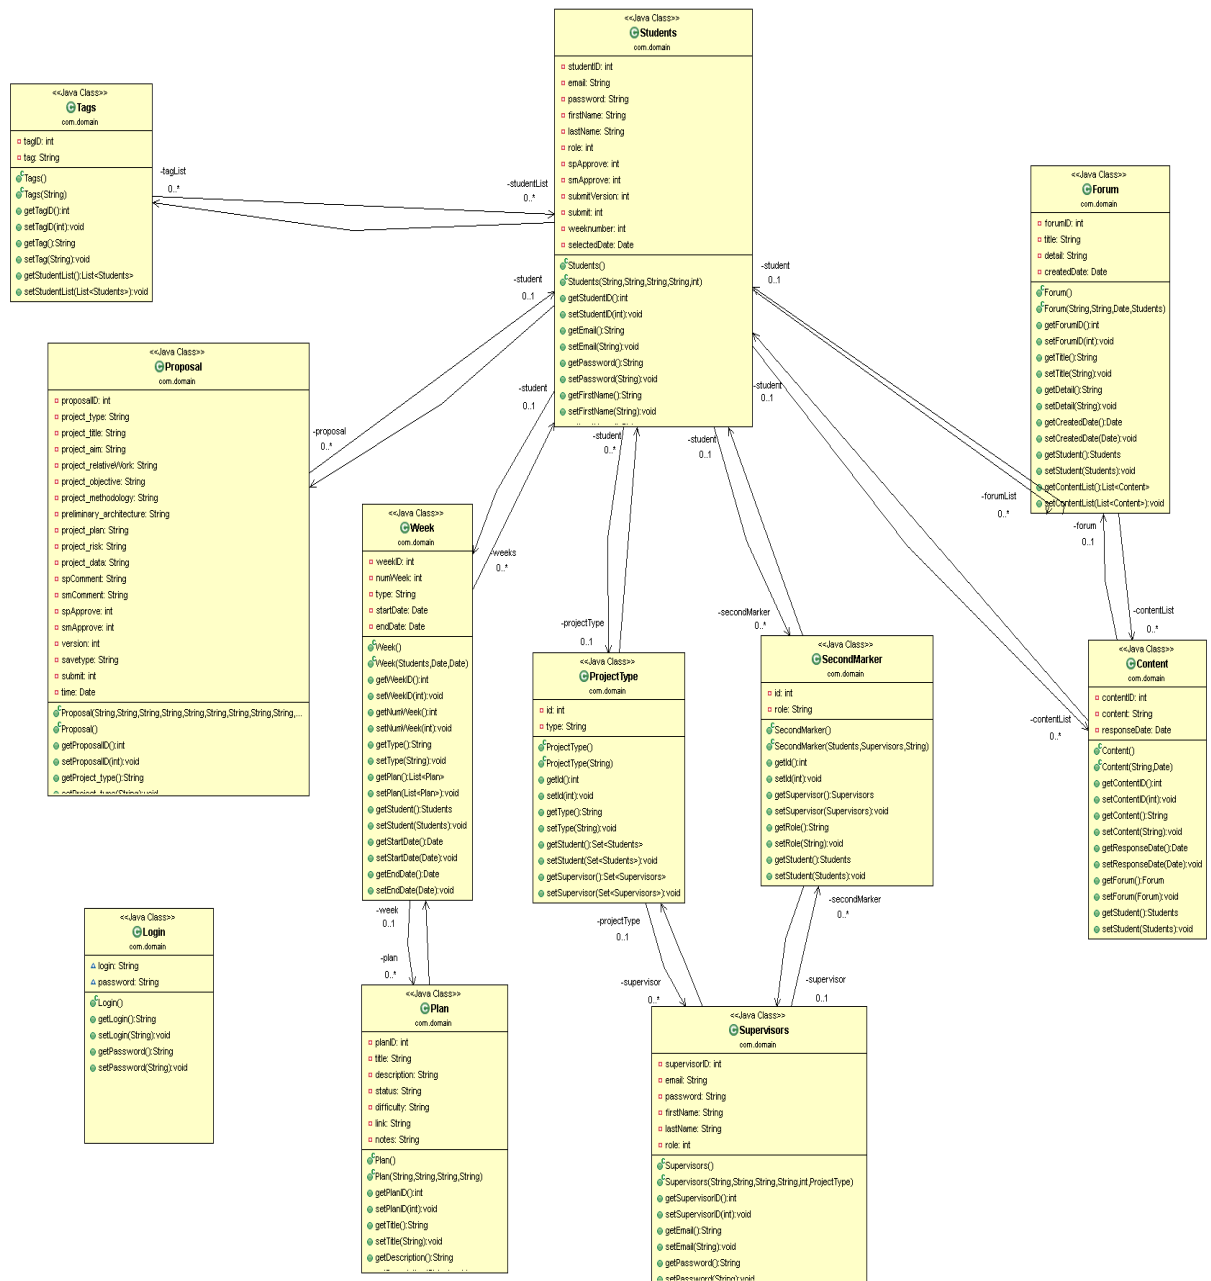 <<Java Class>>
Students
com.domain
studentID: int
email: String
password: String
firstName: String
lastName: String
role: int
spApprove: int
smApprove: int
submitVersion: int
submit: int
weeknumber: int
selectedDate: Date
Students()
Students(String,String,String,String,int)
getStudentID():int
setStudentID(int):void
getEmail():String
setEmail(String):void
getPassword():String
setPassword(String):void
getFirstName():String
setFirstName(String):void
<<Java Class>>
Tags
com.domain
tagID: int
tag: String
Tags()
Tags(String)
getTagID():int
setTagID(int):void
getTag():String
setTag(String):void
getStudentList():List<Students>
setStudentList(List<Students>):void
-tagList
0..*
-studentList
0..*
<<Java Class>>
Forum
com.domain
forumID: int
title: String
detail: String
createdDate: Date
Forum()
Forum(String,String,Date,Students)
getForumID():int
setForumID(int):void
getTitle():String
setTitle(String):void
getDetail():String
setDetail(String):void
getCreatedDate():Date
setCreatedDate(Date):void
getStudent():Students
setStudent(Students):void
getContentList():List<Content>
setContentList(List<Content>):void
-student
0..1
-student
0..1
-student
0..1
-student
0..1
-student
0..*
-student
0..1
<<Java Class>>
Proposal
com.domain
proposalID: int
project_type: String
project_title: String
project_aim: String
project_relativeWork: String
project_objective: String
project_methodology: String
preliminary_architecture: String
project_plan: String
project_risk: String
project_data: String
spComment: String
smComment: String
spApprove: int
smApprove: int
version: int
savetype: String
submit: int
time: Date
Proposal(String,String,String,String,String,String,String,String,String,...
Proposal()
getProposalID():int
setProposalID(int):void
getProject_type():String
setProject_type(String):void
-proposal
0..*
-forumList
0..*
-forum
0..1
<<Java Class>>
Week
com.domain
weekID: int
numWeek: int
type: String
startDate: Date
endDate: Date
Week()
Week(Students,Date,Date)
getWeekID():int
setWeekID(int):void
getNumWeek():int
setNumWeek(int):void
getType():String
setType(String):void
getPlan():List<Plan>
setPlan(List<Plan>):void
getStudent():Students
setStudent(Students):void
getStartDate():Date
setStartDate(Date):void
getEndDate():Date
setEndDate(Date):void
-weeks
0..*
-projectType
0..1
-secondMarker
0..*
-contentList
0..*
-contentList
0..*
<<Java Class>>
ProjectType
com.domain
id: int
type: String
ProjectType()
ProjectType(String)
getId():int
setId(int):void
getType():String
setType(String):void
getStudent():Set<Students>
setStudent(Set<Students>):void
getSupervisor():Set<Supervisors>
setSupervisor(Set<Supervisors>):void
<<Java Class>>
SecondMarker
com.domain
id: int
role: String
SecondMarker()
SecondMarker(Students,Supervisors,String)
getId():int
setId(int):void
getSupervisor():Supervisors
setSupervisor(Supervisors):void
getRole():String
setRole(String):void
getStudent():Students
setStudent(Students):void
<<Java Class>>
Content
com.domain
contentID: int
content: String
responseDate: Date
Content()
Content(String,Date)
getContentID():int
setContentID(int):void
getContent():String
setContent(String):void
getResponseDate():Date
setResponseDate(Date):void
getForum():Forum
setForum(Forum):void
getStudent():Students
setStudent(Students):void
<<Java Class>>
Login
com.domain
login: String
password: String
Login()
getLogin():String
setLogin(String):void
getPassword():String
setPassword(String):void
-week
0..1
-plan
0..*
-projectType
0..1
-supervisor
0..*
-secondMarker
0..*
-supervisor
0..1
<<Java Class>>
Plan
com.domain
planID: int
title: String
description: String
status: String
difficulty: String
link: String
notes: String
Plan()
Plan(String,String,String,String)
getPlanID():int
setPlanID(int):void
getTitle():String
setTitle(String):void
getDescription():String
<<Java Class>>
Supervisors
com.domain
supervisorID: int
email: String
password: String
firstName: String
lastName: String
role: int
Supervisors()
Supervisors(String,String,String,String,int,ProjectType)
getSupervisorID():int
setSupervisorID(int):void
getEmail():String
setEmail(String):void
getPassword():String
setPassword(String):void